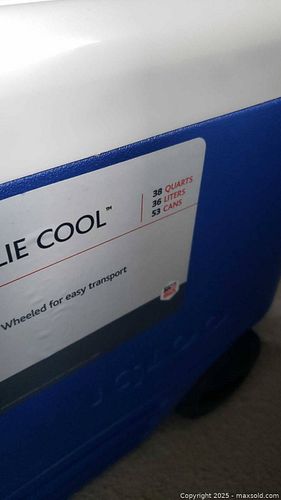 LIE COOL™
38 QUARTS
36 LITERS
53 CANS
Wheeled for easy transport
Copyright 2025 - maxsold.com